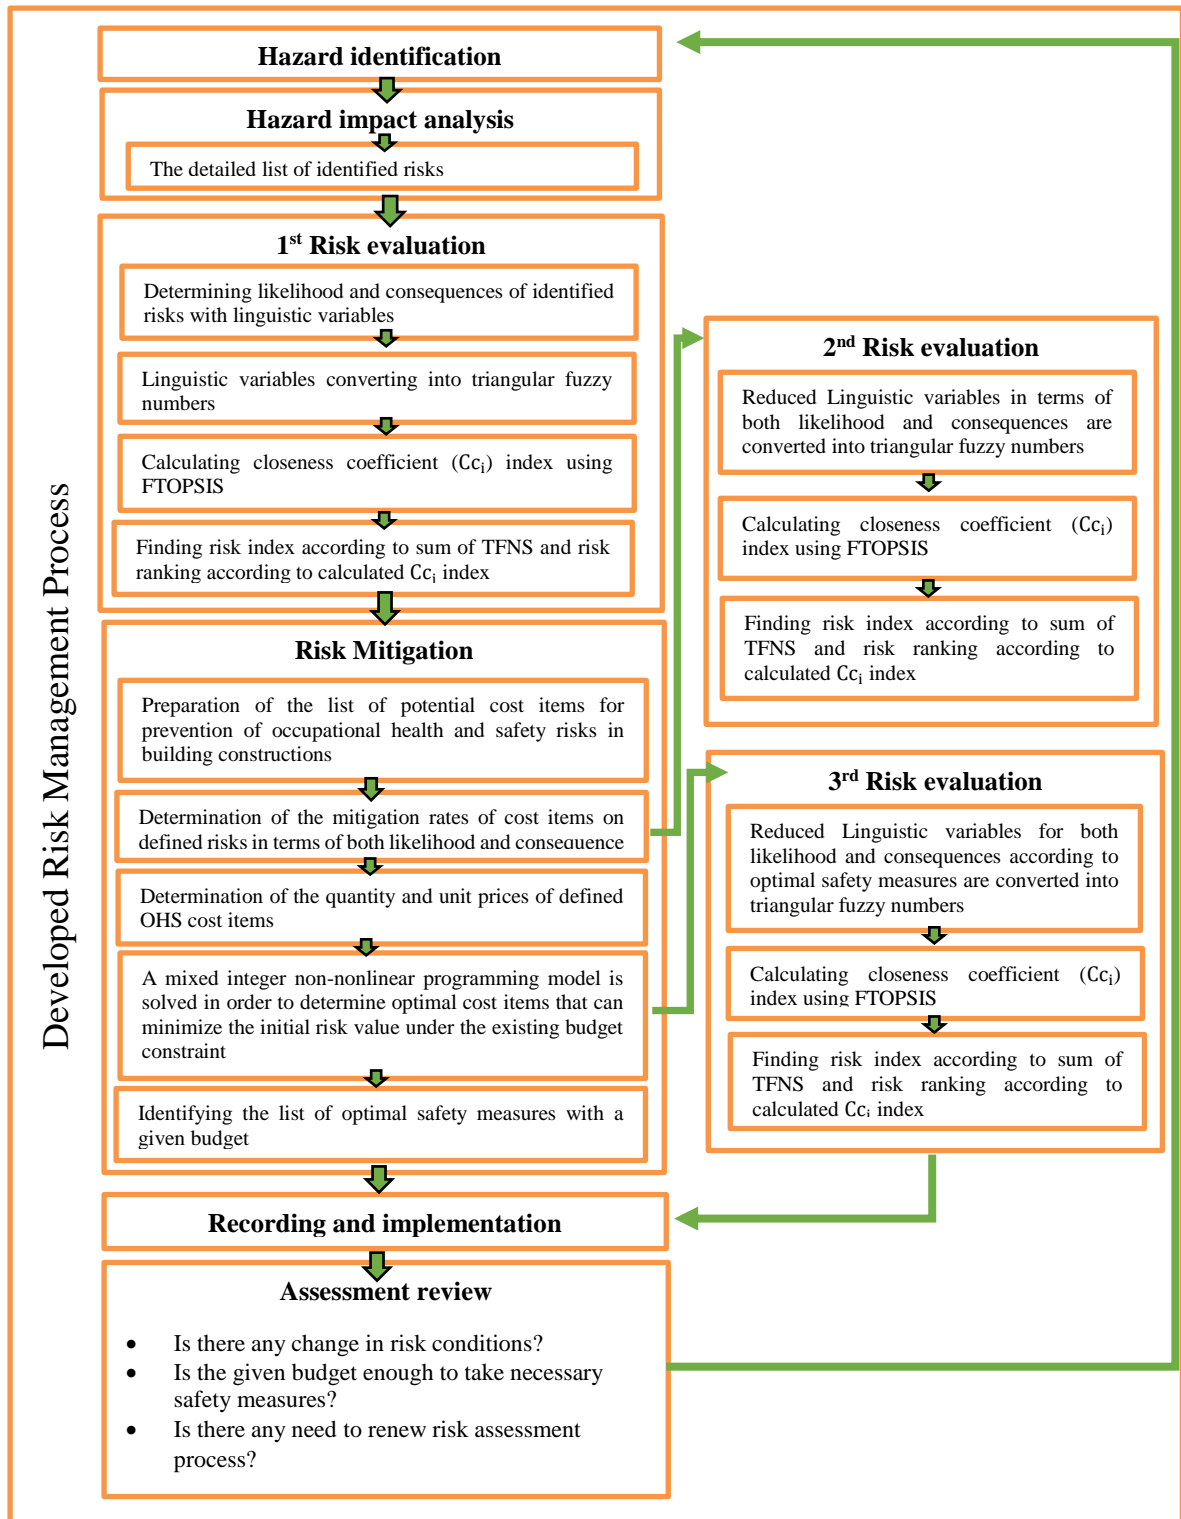 Developed Risk Management Process
Hazard identification
Hazard impact analysis
The detailed list of identified risks
1st Risk evaluation
Determining likelihood and consequences of identified
risks with linguistic variables
Linguistic variables converting into triangular fuzzy
numbers
Calculating closeness coefficient (Cci) index using
FTOPSIS
Finding risk index according to sum of TFNS and risk
ranking according to calculated Cci index
Risk Mitigation
Preparation of the list of potential cost items for
prevention of occupational health and safety risks in
building constructions
Determination of the mitigation rates of cost items on
defined risks in terms of both likelihood and consequence
Determination of the quantity and unit prices of defined
OHS cost items
A mixed integer non-nonlinear programming model is
solved in order to determine optimal cost items that can
minimize the initial risk value under the existing budget
constraint
Identifying the list of optimal safety measures with a
given budget
2nd Risk evaluation
Reduced Linguistic variables in terms of
both likelihood and consequences are
converted into triangular fuzzy numbers
Calculating closeness coefficient (Cci)
index using FTOPSIS
Finding risk index according to sum of
TFNS and risk ranking according to
calculated Cci index
3rd Risk evaluation
Reduced Linguistic variables for both
likelihood and consequences according to
optimal safety measures are converted into
triangular fuzzy numbers
Calculating closeness coefficient (Cci)
index using FTOPSIS
Finding risk index according to sum of
TFNS and risk ranking according to
calculated Cci index
Recording and implementation
Assessment review
• Is there any change in risk conditions?
• Is the given budget enough to take necessary
safety measures?
• Is there any need to renew risk assessment
process?